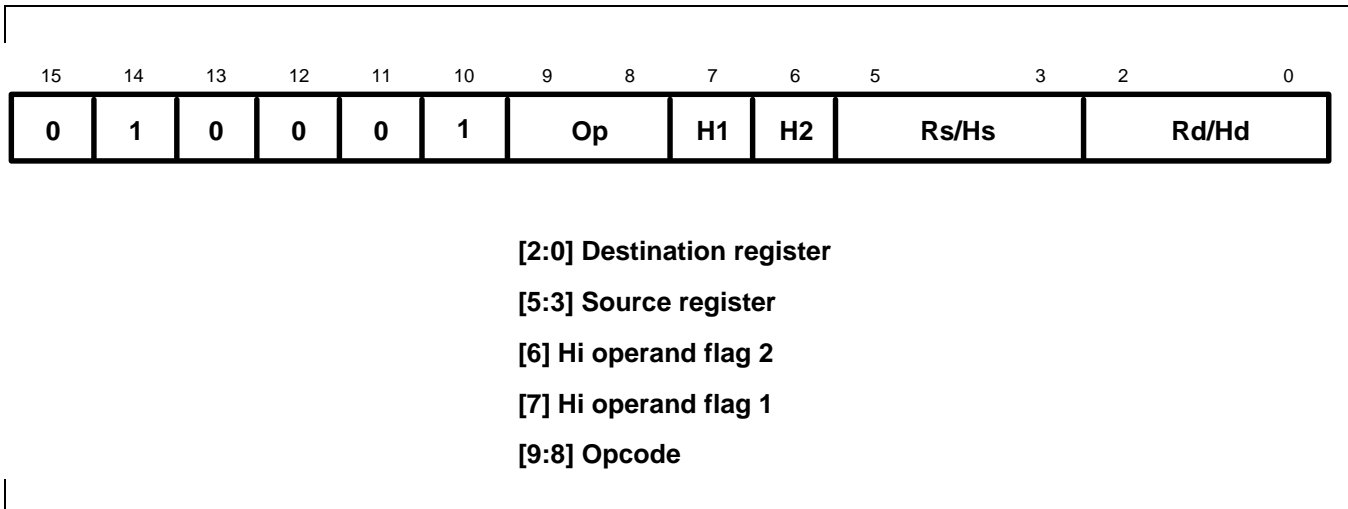 15 14 13 12 11 10 9 8 7 6 5 3 2 0
0 1 0 0 0 1 Op H1 H2 Rs/Hs Rd/Hd
[2:0] Destination register
[5:3] Source register
[6] Hi operand flag 2
[7] Hi operand flag 1
[9:8] Opcode